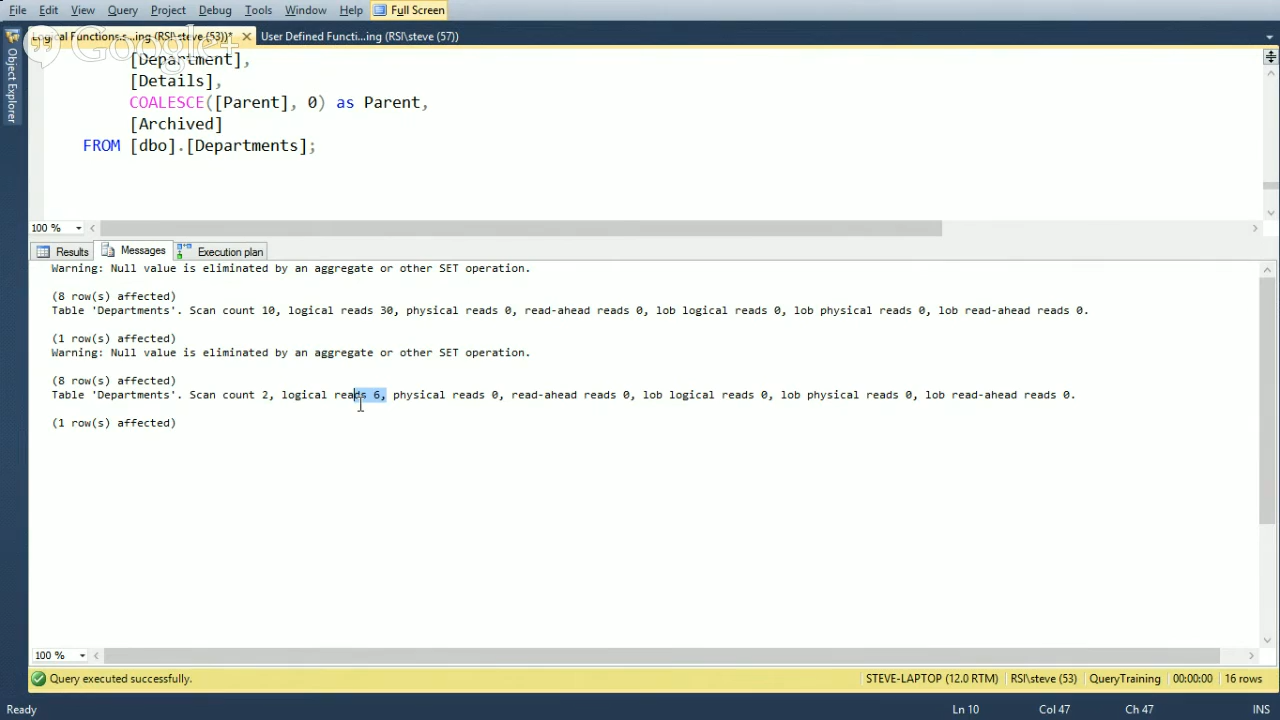 File Edit View Query Project Debug Tools Window Help Full Screen
Logical Functions.s...ing (RSI\steve (53))* User Defined Functi...ing (RSI\steve (57))
Google+
Object Explorer
[Department],
[Details],
COALESCE([Parent], 0) as Parent,
[Archived]
FROM [dbo].[Departments];
100 %
Results Messages Execution plan
Warning: Null value is eliminated by an aggregate or other SET operation.
(8 row(s) affected)
Table 'Departments'. Scan count 10, logical reads 30, physical reads 0, read-ahead reads 0, lob logical reads 0, lob physical reads 0, lob read-ahead reads 0.
(1 row(s) affected)
Warning: Null value is eliminated by an aggregate or other SET operation.
(8 row(s) affected)
Table 'Departments'. Scan count 2, logical reads 6, physical reads 0, read-ahead reads 0, lob logical reads 0, lob physical reads 0, lob read-ahead reads 0.
(1 row(s) affected)
100 %
Query executed successfully. STEVE-LAPTOP (12.0 RTM) RSI\steve (53) QueryTraining 00:00:00 16 rows
Ready Ln 10 Col 47 Ch 47 INS